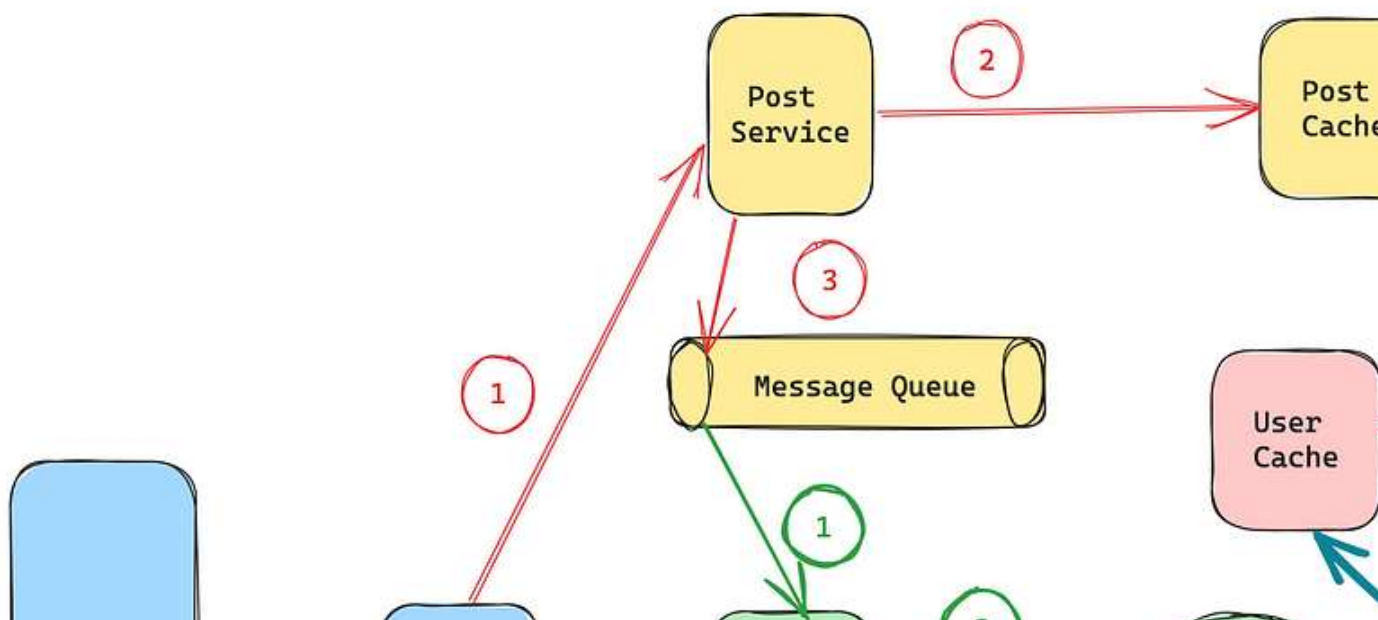 2
Post
Service
Post
Cache
3
1
Message Queue
User
Cache
1